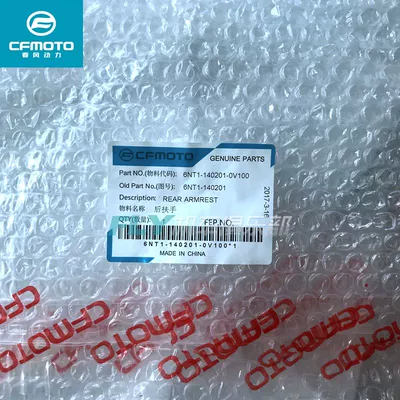 CFMOTO
春风动力
CFMOTO
GENUINE PARTS
Part NO.(物料代码): 6NT1-140201-0V100
Old Part No.(图号): 6NT1-140201
Description: REAR ARMREST
物料名称 后扶手
QTY(数量): FEP.NO.
6NT1-140201-0V100*1
MADE IN CHINA
CFMOTO
CFMOTO